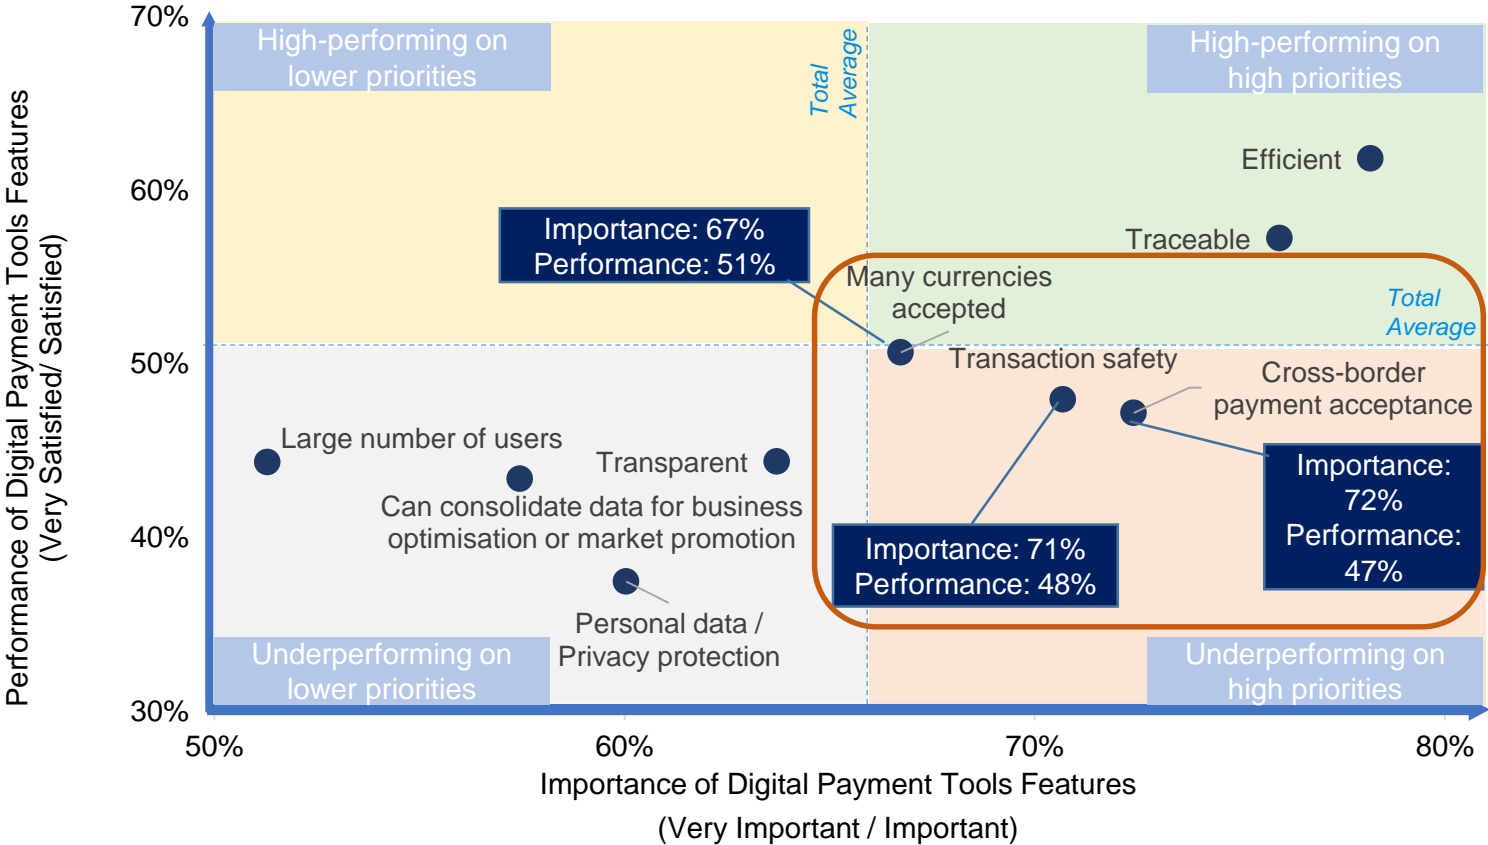 70%
60%
50%
40%
30%
Performance of Digital Payment Tools Features
(Very Satisfied/ Satisfied)
High-performing on
lower priorities
Total
Average
High-performing on
high priorities
Efficient
Traceable
Importance: 67%
Performance: 51%
Many currencies
accepted
Total
Average
Transaction safety
Cross-border
payment acceptance
Large number of users
Transparent
Can consolidate data for business
optimisation or market promotion
Importance:
72%
Performance:
47%
Importance: 71%
Performance: 48%
Personal data /
Privacy protection
Underperforming on
lower priorities
Underperforming on
high priorities
50%
60%
70%
80%
Importance of Digital Payment Tools Features
(Very Important / Important)